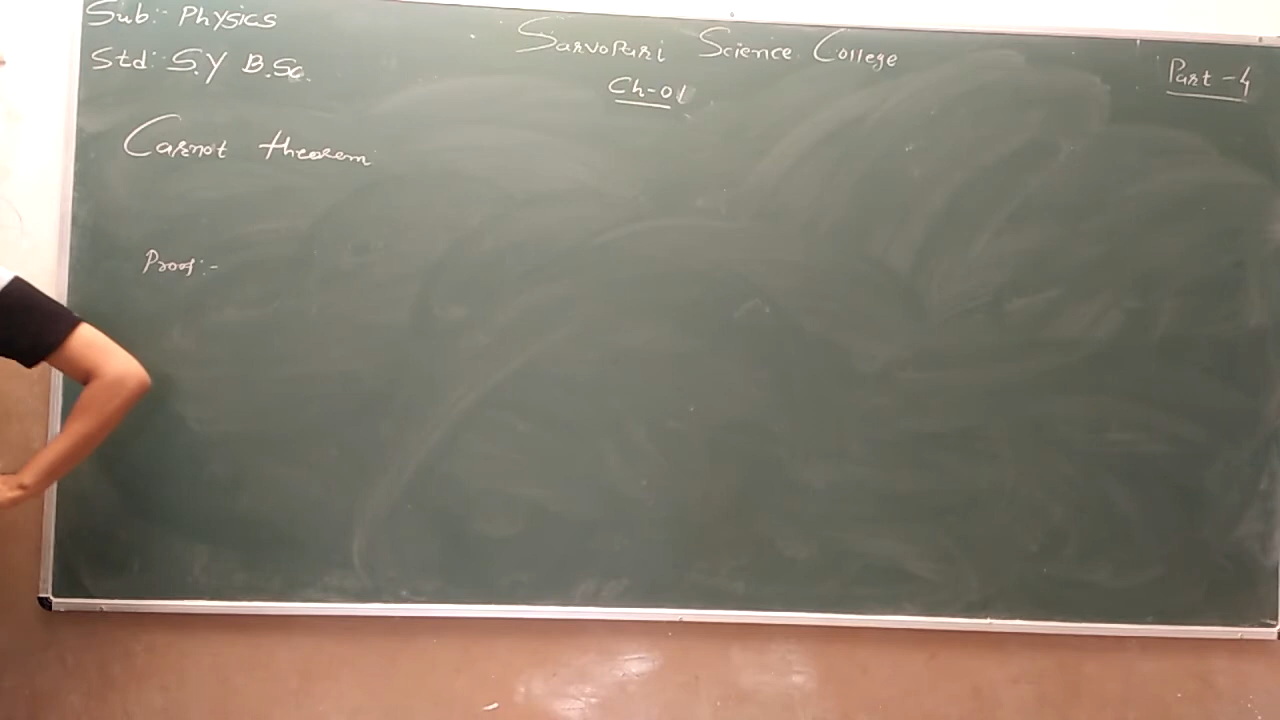 Sub:- Physics
Std:- S.Y B.Sc.
Sarvopari Science College
Ch-01
Part-4
Carnot theorem
Proof:-